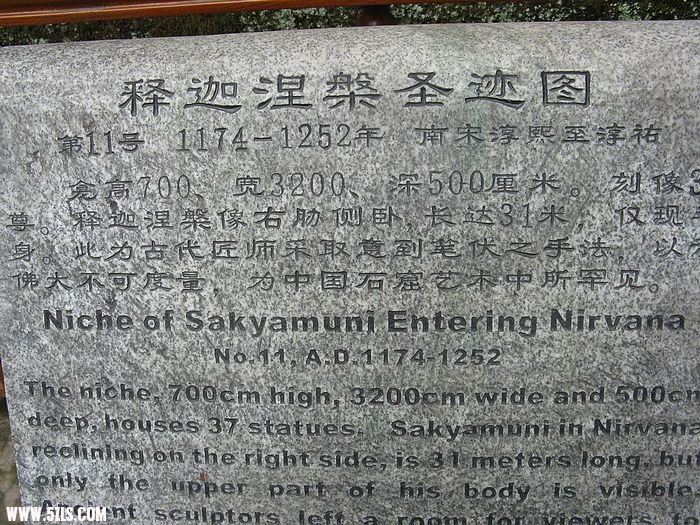 释迦涅槃圣迹图
第11号 1174-1252年 南宋淳熙至淳祐
龛高700、宽3200、深500厘米。刻像3
尊。释迦涅槃像右胁侧卧,长达31米,仅现
身。此为古代匠师采取意到笔伏之手法,以
佛大不可度量,为中国石窟艺术中所罕见。
Niche of Sakyamuni Entering Nirvana
No.11, A.D.1174-1252
The niche, 700cm high, 3200cm wide and 500cm
deep, houses 37 statues. Sakyamuni in Nirvana
reclining on the right side, is 31 meters long, but
only the upper part of his body is visible.
sculptors left a room for viewers to
WWW.5ZLS.COM